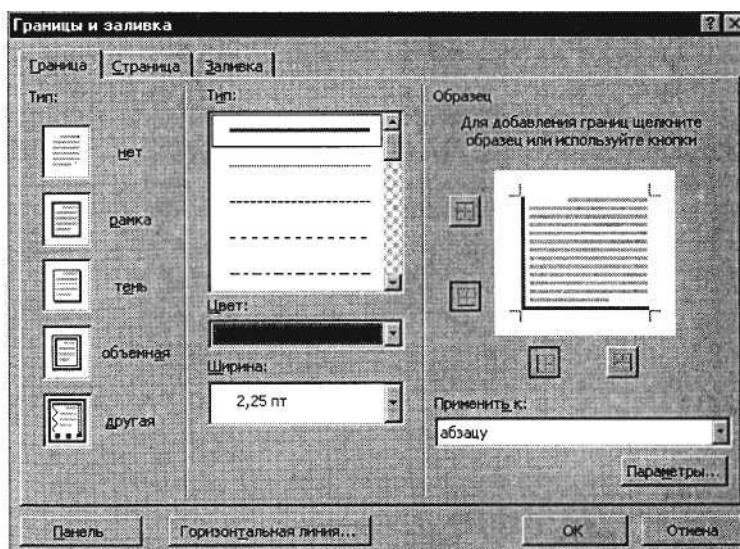 Границы и заливка
Граница
Страница
Заливка
Тип:
нет
рамка
тень
объемная
другая
Тип:
Цвет:
Ширина:
2,25 пт
Образец
Для добавления границ щелкните
образец или используйте кнопки
Применить к:
абзацу
Параметры...
Панель
Горизонтальная линия...
ОК
Отмена